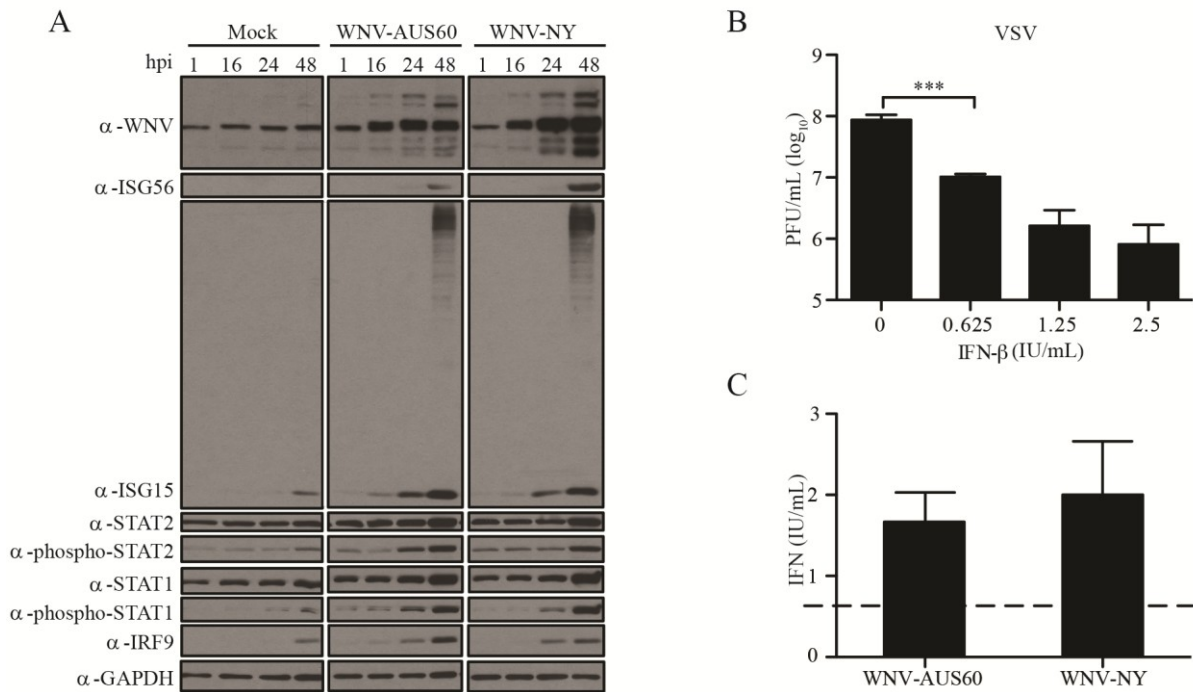 A
Mock WNV-AUS60 WNV-NY
hpi 1 16 24 48 1 16 24 48 1 16 24 48
α-WNV
α-ISG56
α-ISG15
α-STAT2
α-phospho-STAT2
α-STAT1
α-phospho-STAT1
α-IRF9
α-GAPDH
B
VSV
PFU/mL (log10)
9
8
7
6
5
***
0 0.625 1.25 2.5
IFN-β (IU/mL)
C
IFN (IU/mL)
3
2
1
0
WNV-AUS60 WNV-NY